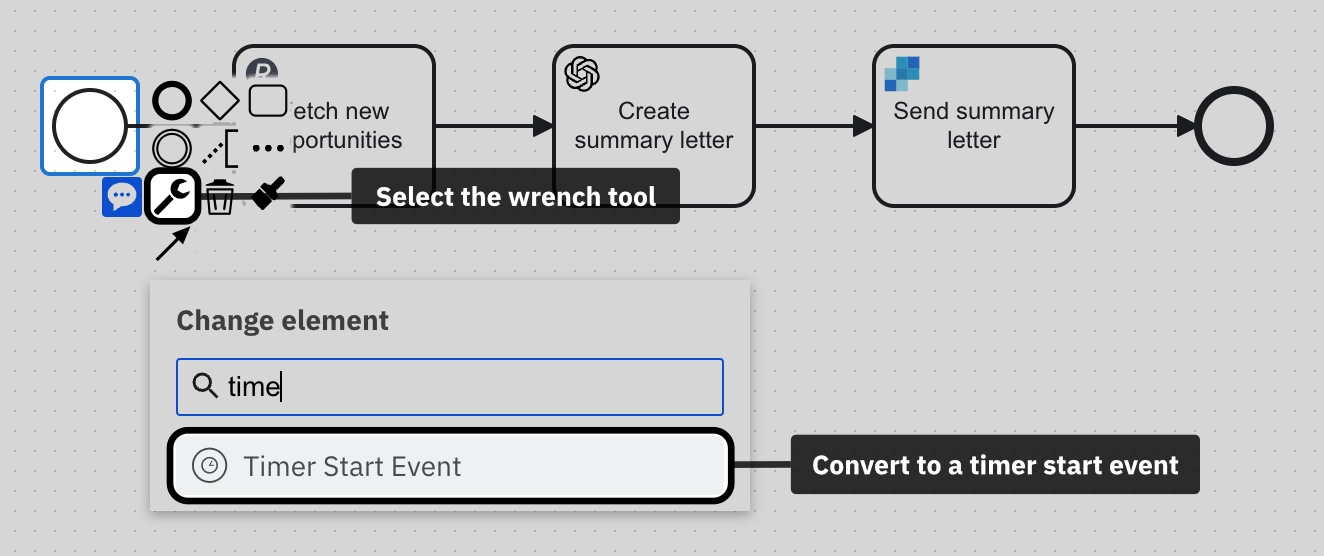 etch new
portunities
Create
summary letter
Send summary
letter
Select the wrench tool
Change element
time
Timer Start Event
Convert to a timer start event